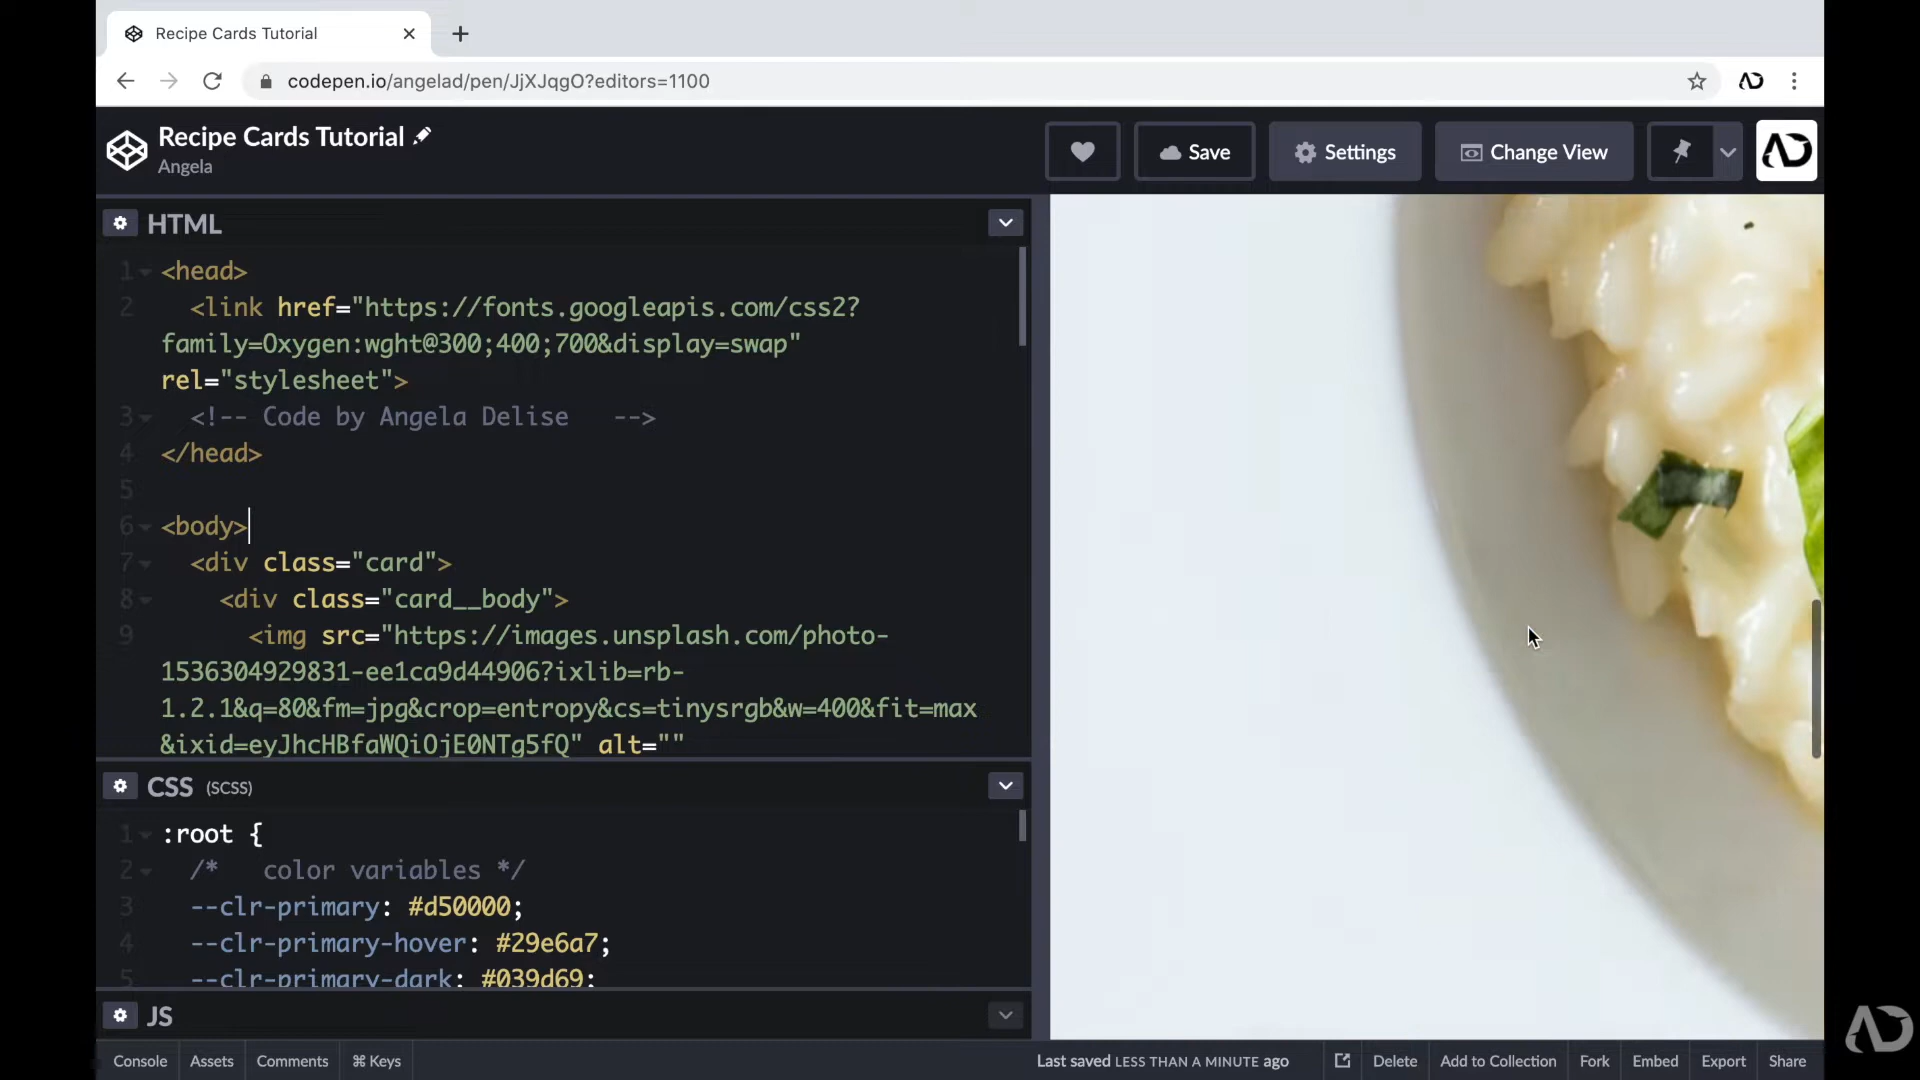 Recipe Cards Tutorial
codepen.io/angelad/pen/JjXJqgO?editors=1100
Recipe Cards Tutorial
Angela
Save
Settings
Change View
HTML
1 <head>
2 <link href="https://fonts.googleapis.com/css2?
family=Oxygen:wght@300;400;700&display=swap"
rel="stylesheet">
3 <!-- Code by Angela Delise -->
4 </head>
5
6 <body>
7 <div class="card">
8 <div class="card__body">
9 <img src="https://images.unsplash.com/photo-
1536304929831-ee1ca9d44906?ixlib=rb-
1.2.1&q=80&fm=jpg&crop=entropy&cs=tinysrgb&w=400&fit=max
&ixid=eyJhcHBfaWQiOjE0NTg5fQ" alt=""
CSS (SCSS)
1 :root {
2 /* color variables */
3 --clr-primary: #d50000;
4 --clr-primary-hover: #29e6a7;
5 --clr-primary-dark: #039d69;
JS
Console Assets Comments ⌘ Keys Last saved LESS THAN A MINUTE ago Delete Add to Collection Fork Embed Export Share